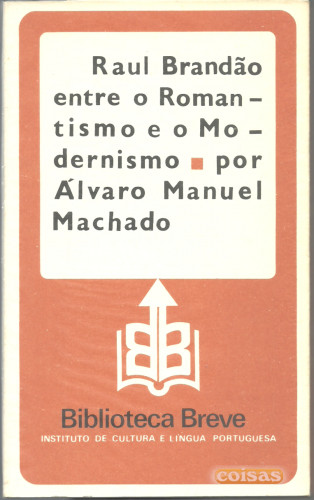 Raul Brandão
entre o Roman-
tismo e o Mo-
dernismo ▪ por
Álvaro Manuel
Machado
BB
Biblioteca Breve
INSTITUTO DE CULTURA E LÍNGUA PORTUGUESA
coisas